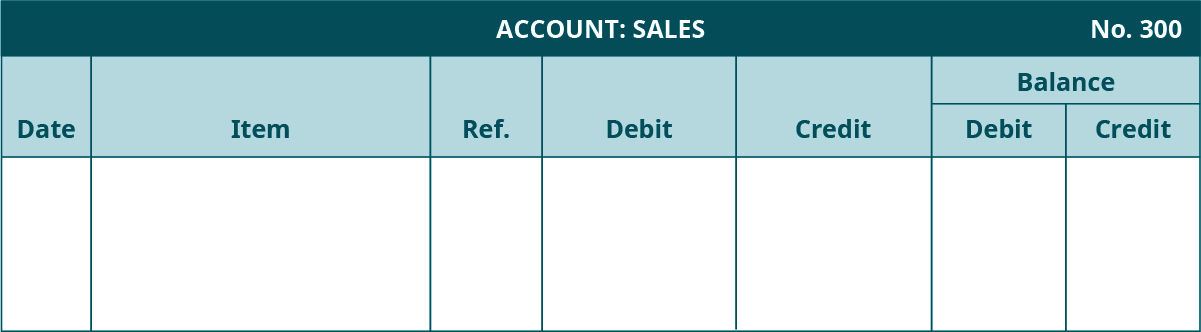 ACCOUNT: SALES No. 300
Balance
Date Item Ref. Debit Credit Debit Credit